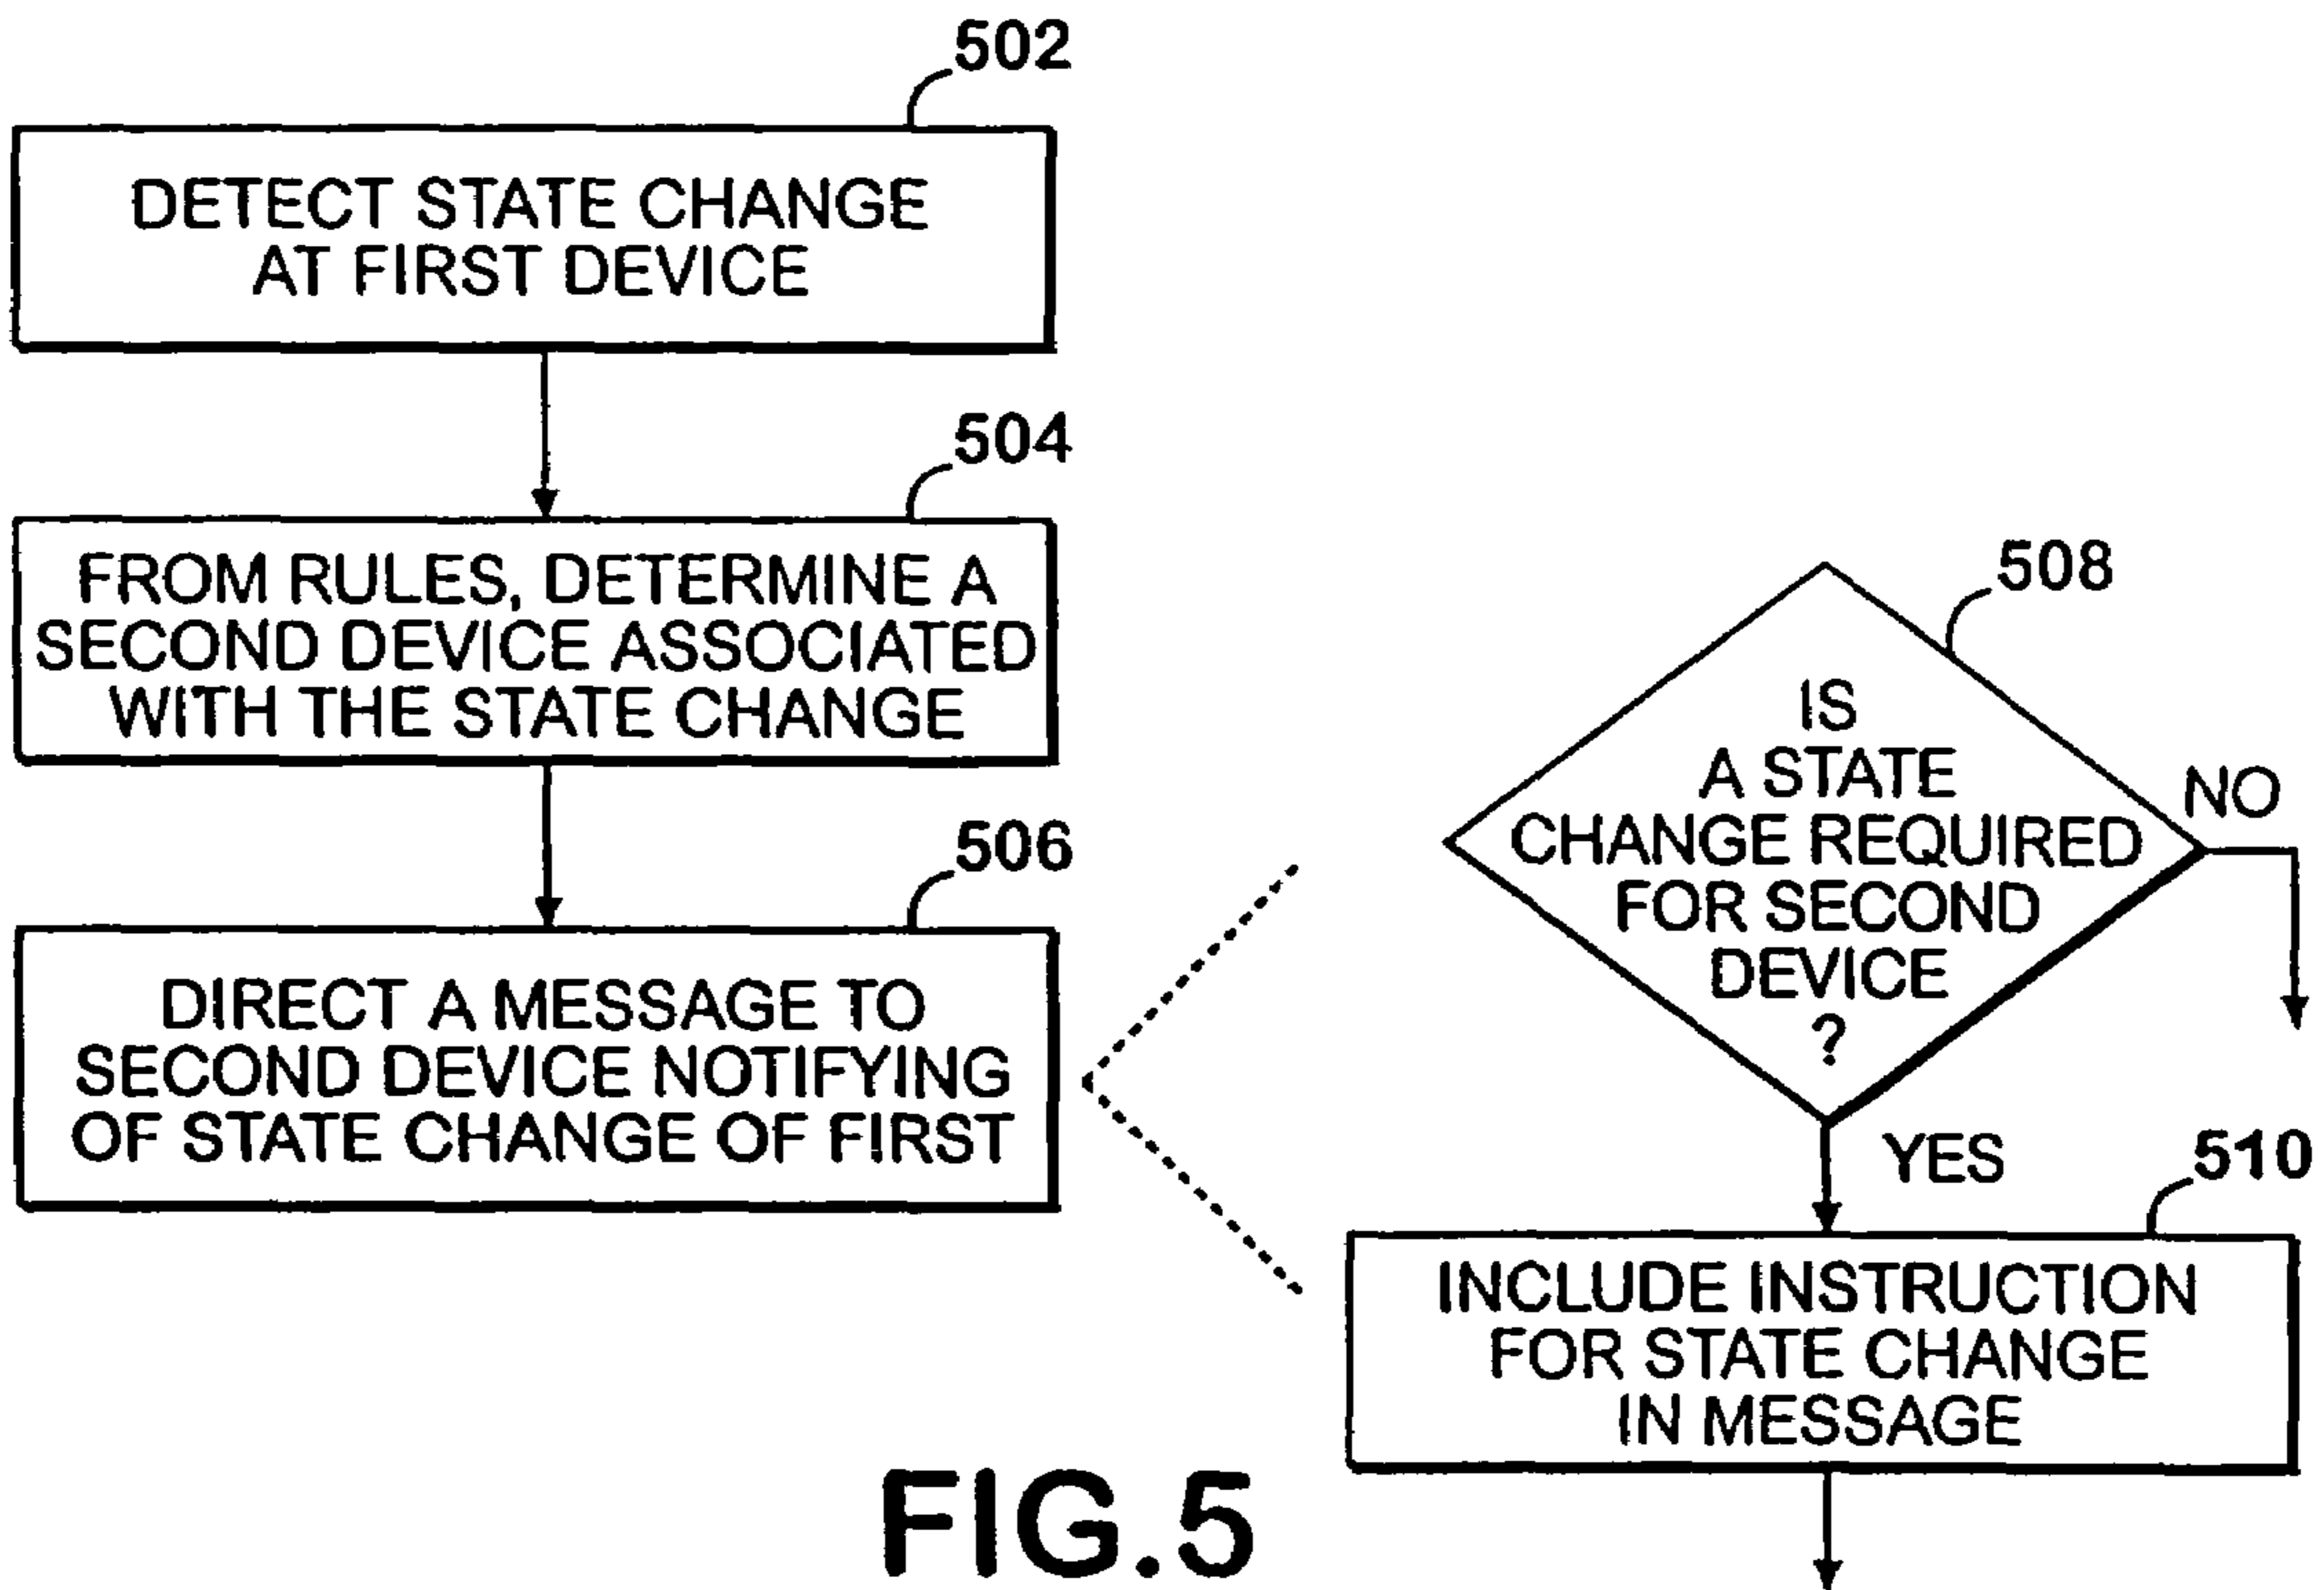 502
DETECT STATE CHANGE
AT FIRST DEVICE
504
FROM RULES, DETERMINE A
SECOND DEVICE ASSOCIATED
WITH THE STATE CHANGE
506
DIRECT A MESSAGE TO
SECOND DEVICE NOTIFYING
OF STATE CHANGE OF FIRST
508
IS
A STATE
CHANGE REQUIRED
FOR SECOND
DEVICE
?
NO
YES
510
INCLUDE INSTRUCTION
FOR STATE CHANGE
IN MESSAGE
FIG.5